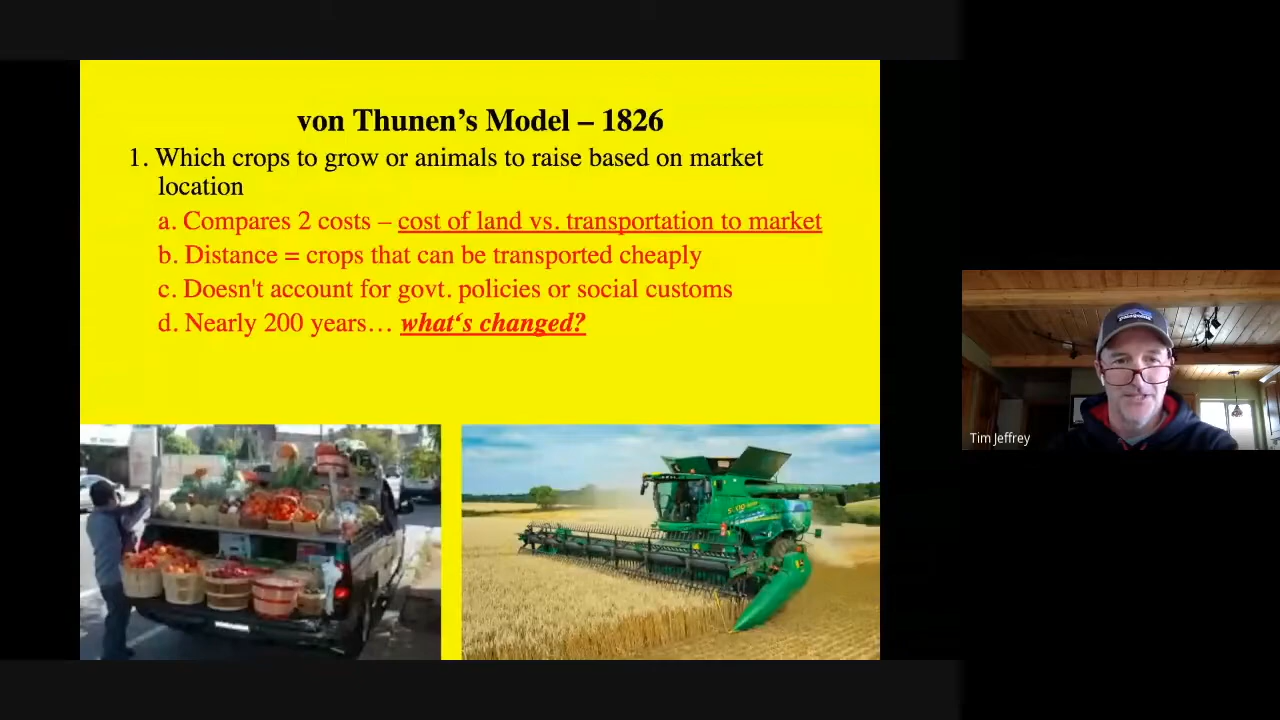 von Thunen’s Model – 1826
1. Which crops to grow or animals to raise based on market
location
a. Compares 2 costs – cost of land vs. transportation to market
b. Distance = crops that can be transported cheaply
c. Doesn't account for govt. policies or social customs
d. Nearly 200 years… what‘s changed?
Tim Jeffrey